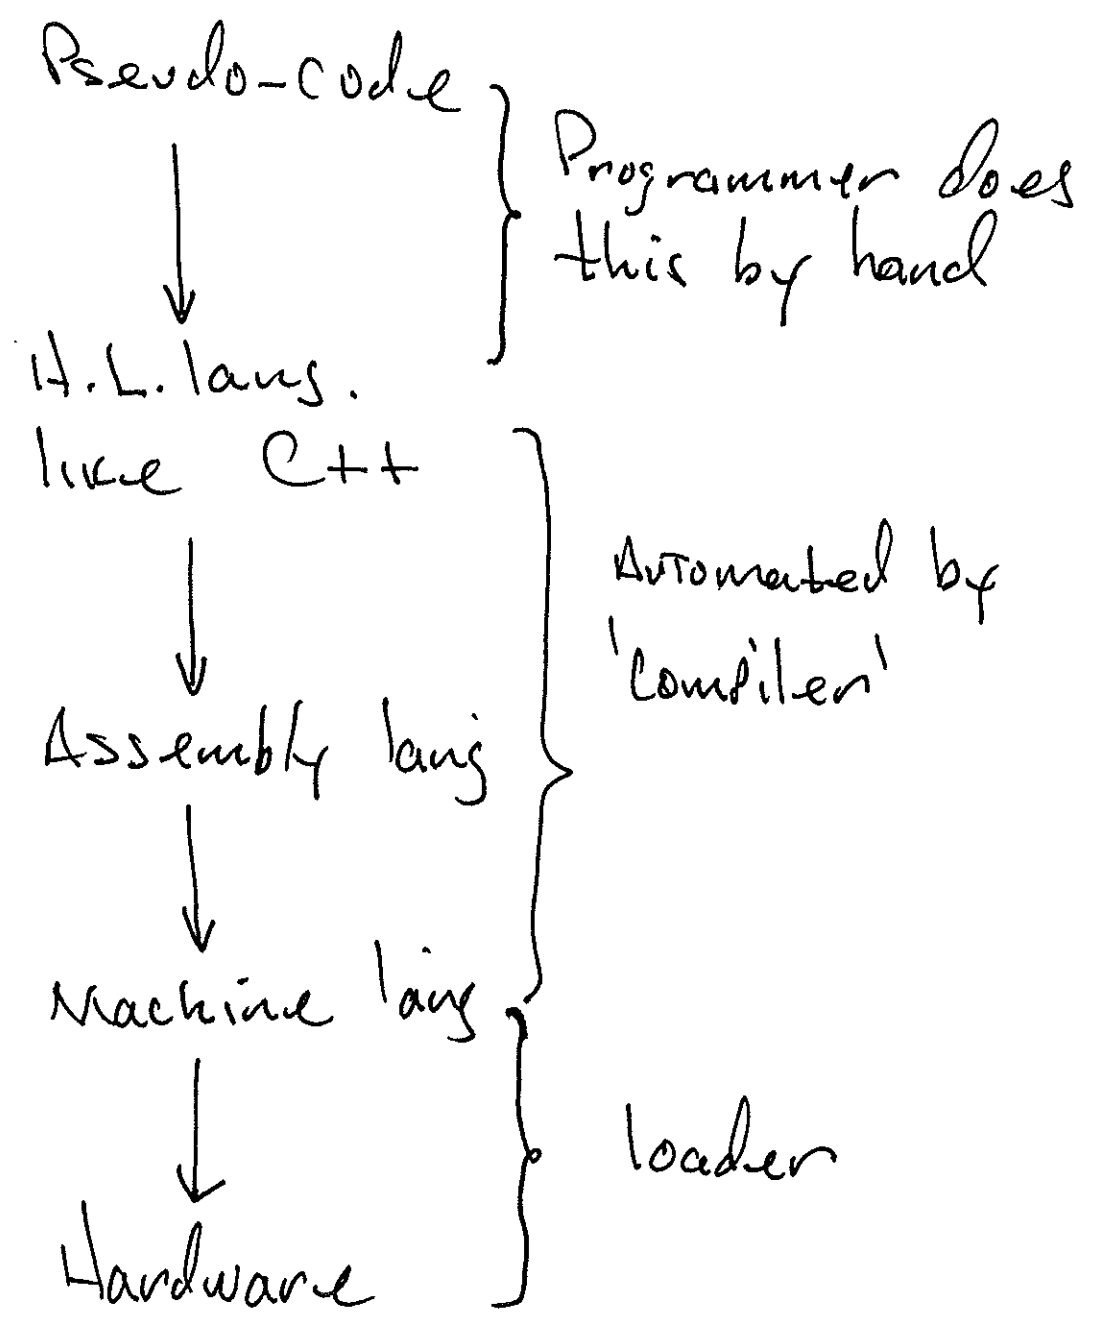 Pseudo-code
Programmer does
this by hand
H.L. lang.
like C++
Automated by
'compiler'
Assembly lang
Machine lang
loader
Hardware